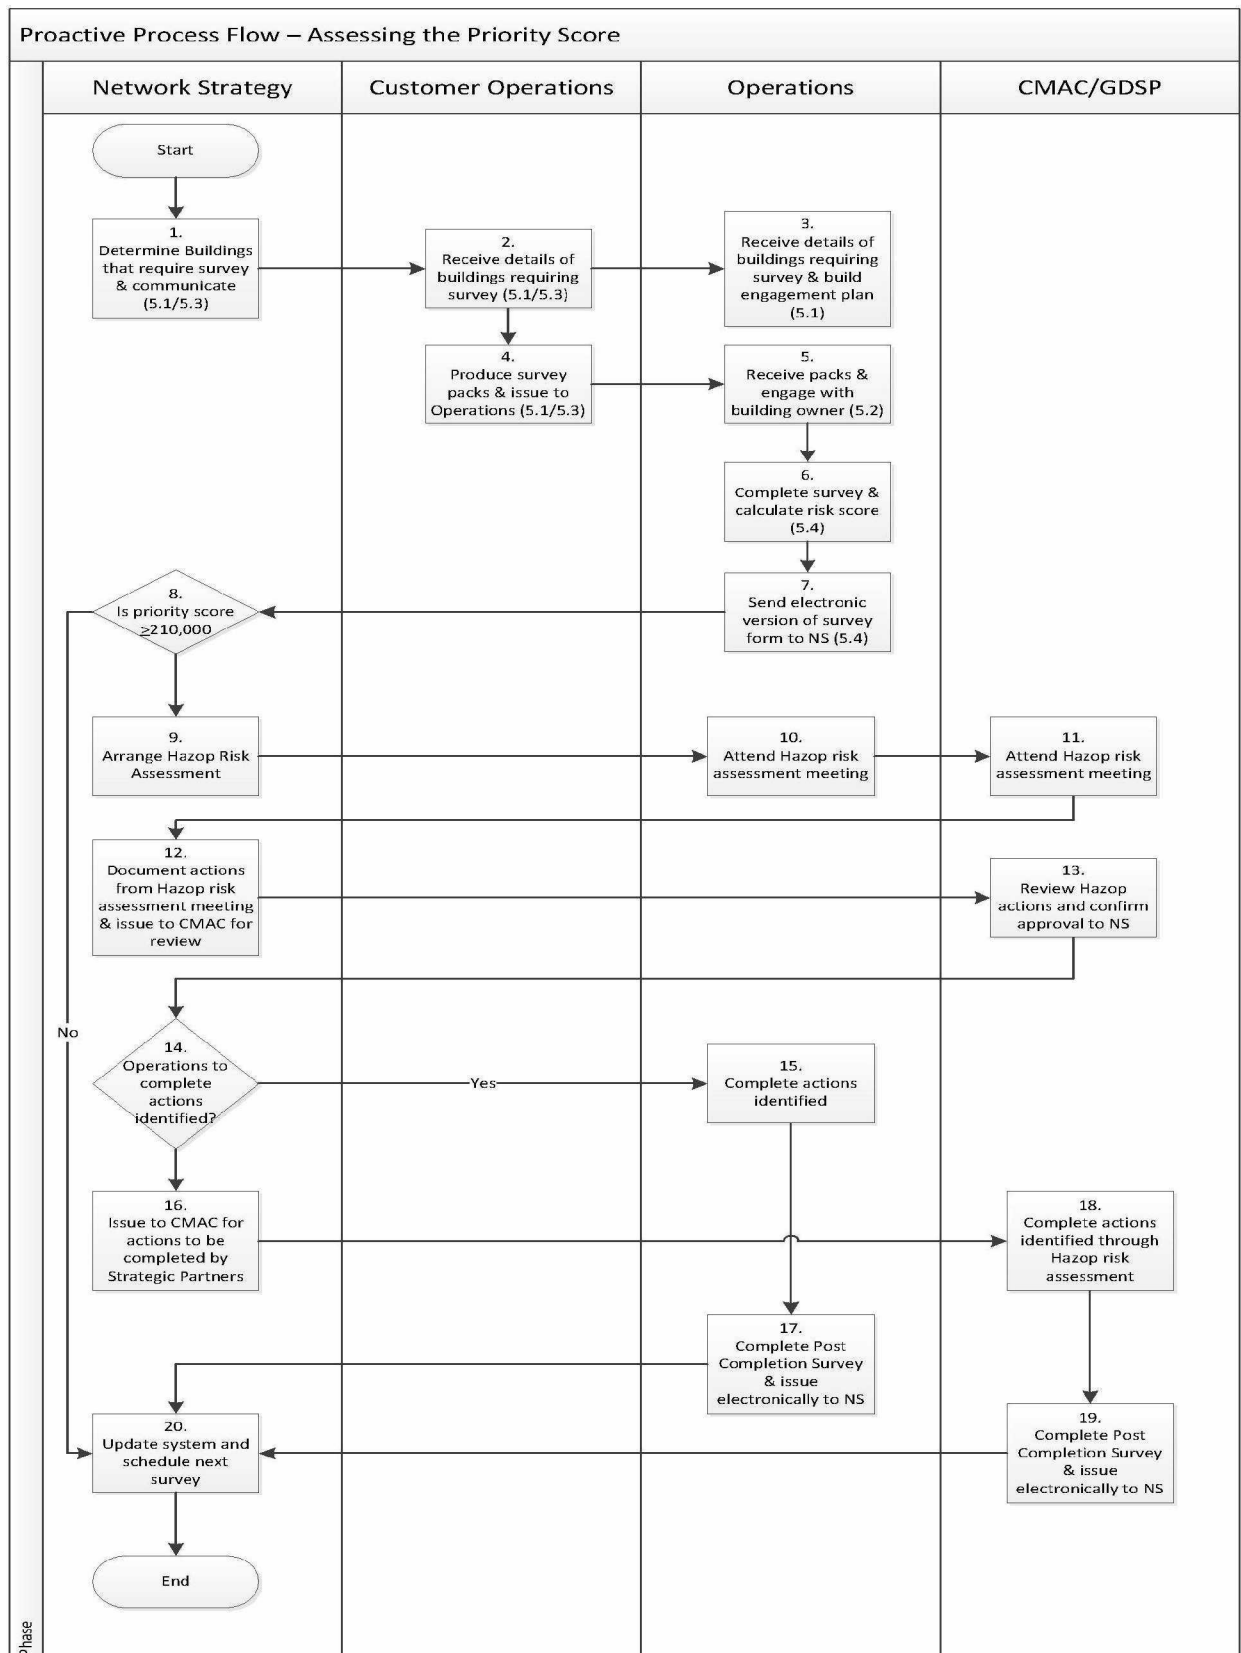 Proactive Process Flow – Assessing the Priority Score
Network Strategy
Customer Operations
Operations
CMAC/GDSP
Start
1.
Determine Buildings
that require survey
& communicate
(5.1/5.3)
2.
Receive details of
buildings requiring
survey (5.1/5.3)
3.
Receive details of
buildings requiring
survey & build
engagement plan
(5.1)
4.
Produce survey
packs & issue to
Operations (5.1/5.3)
5.
Receive packs &
engage with
building owner (5.2)
6.
Complete survey &
calculate risk score
(5.4)
7.
Send electronic
version of survey
form to NS (5.4)
8.
Is priority score
≥210,000
9.
Arrange Hazop Risk
Assessment
10.
Attend Hazop risk
assessment meeting
11.
Attend Hazop risk
assessment meeting
12.
Document actions
from Hazop risk
assessment meeting
& issue to CMAC for
review
13.
Review Hazop
actions and confirm
approval to NS
No
14.
Operations to
complete
actions
identified?
Yes
15.
Complete actions
identified
16.
Issue to CMAC for
actions to be
completed by
Strategic Partners
18.
Complete actions
identified through
Hazop risk
assessment
17.
Complete Post
Completion Survey
& issue
electronically to NS
19.
Complete Post
Completion Survey
& issue
electronically to NS
20.
Update system and
schedule next
survey
End
Phase